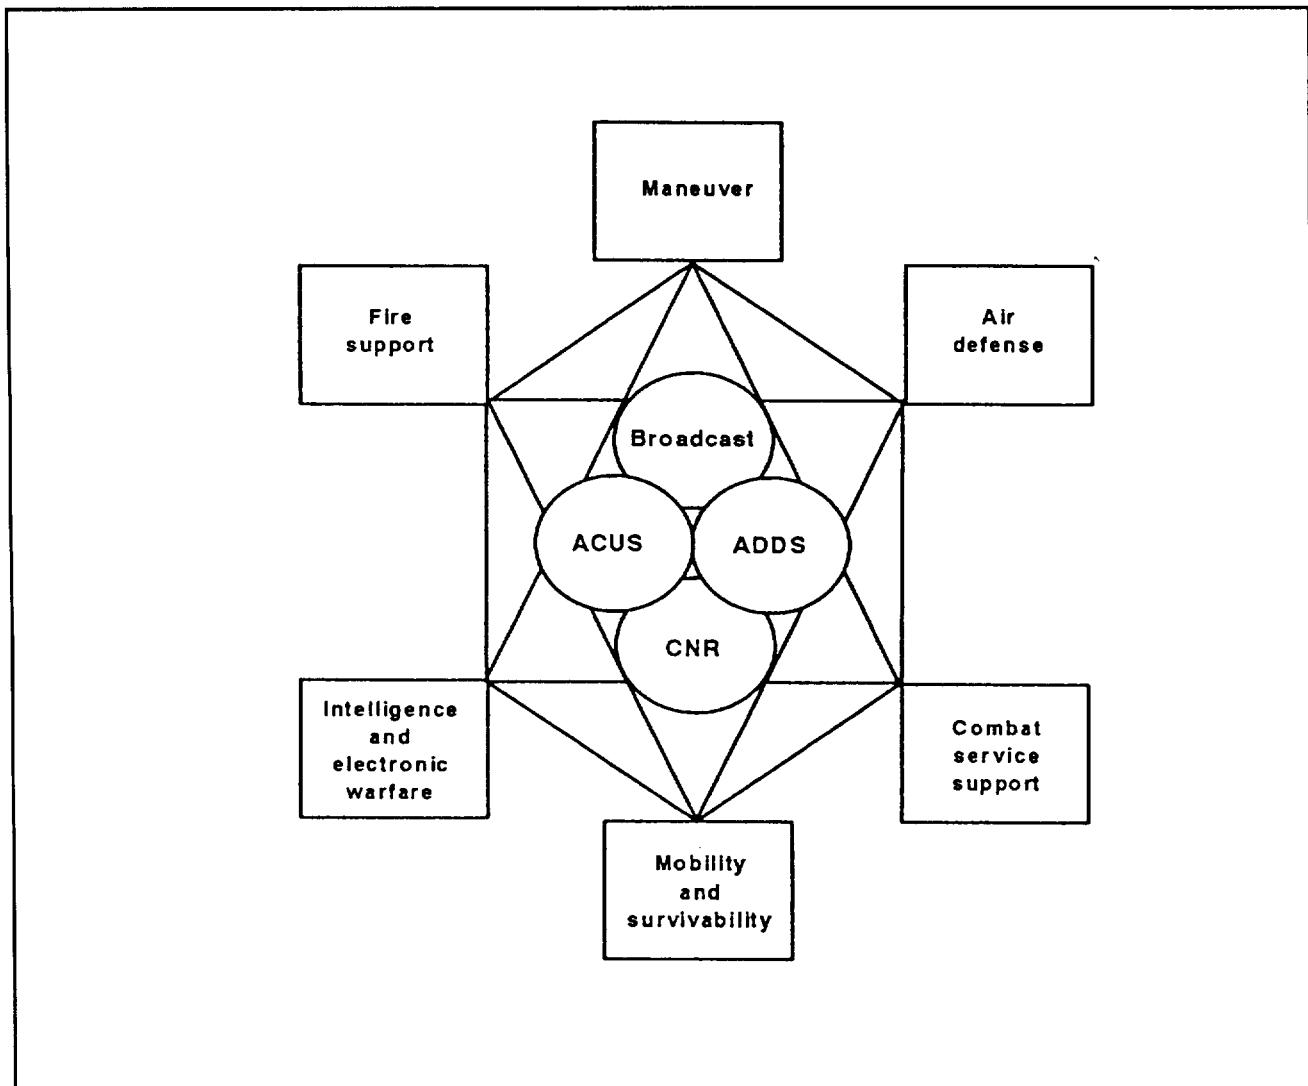 Maneuver
Fire
support
Air
defense
Broadcast
ACUS
ADDS
CNR
Intelligence
and
electronic
warfare
Combat
service
support
Mobility
and
survivability